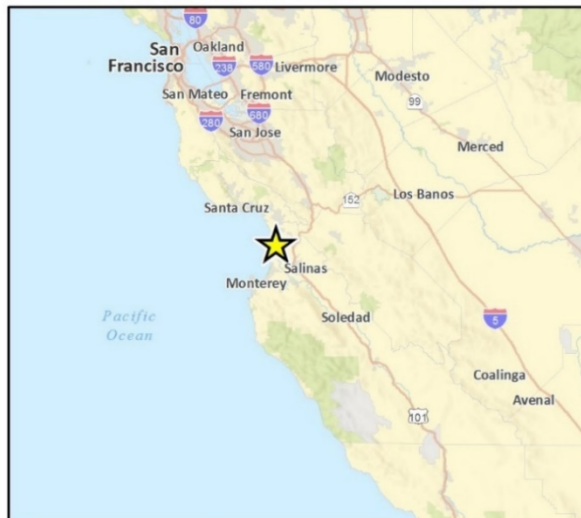 80
San
Francisco
Oakland
238
580
Livermore
Modesto
99
San Mateo
Fremont
280
680
San Jose
Merced
Santa Cruz
152
Los Banos
Salinas
Monterey
Pacific
Ocean
Soledad
5
Coalinga
Avenal
101